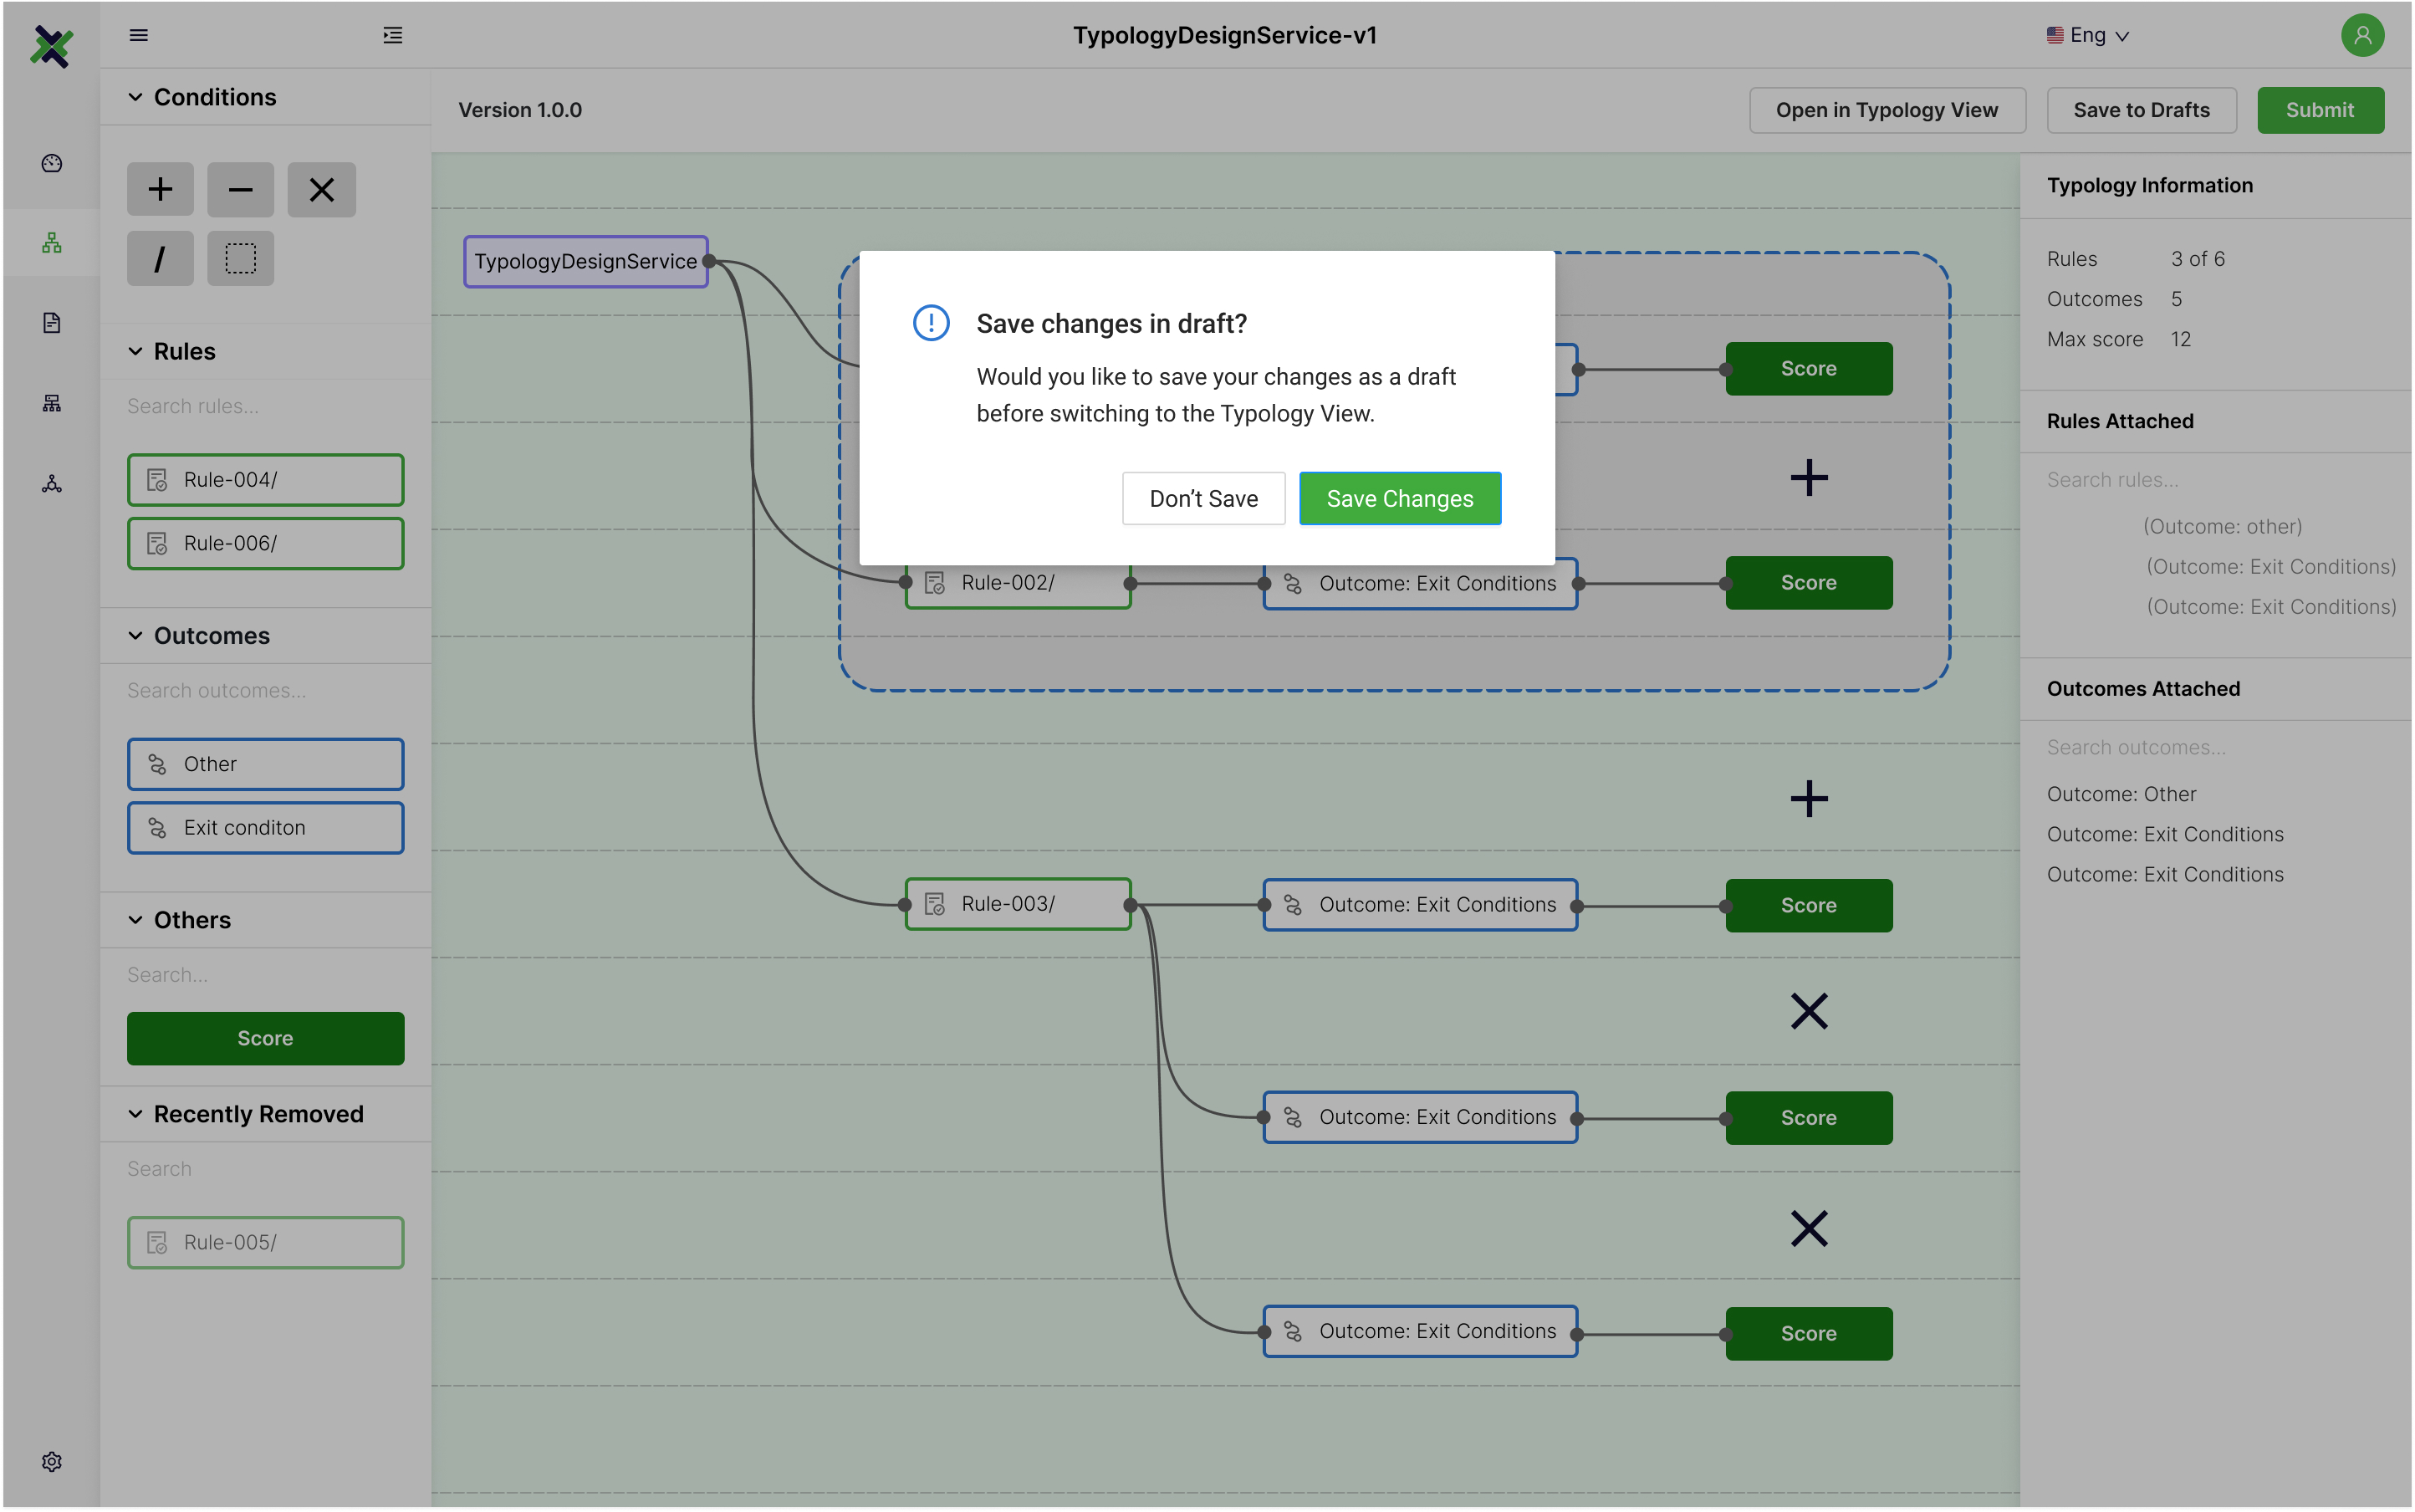 TypologyDesignService-v1
Eng
Conditions
Version 1.0.0
Open in Typology View
Save to Drafts
Submit
Rules
Search rules...
Rule-004/
Rule-006/
Outcomes
Search outcomes...
Other
Exit conditon
Others
Search...
Score
Recently Removed
Search
Rule-005/
TypologyDesignService
Save changes in draft?
Would you like to save your changes as a draft
before switching to the Typology View.
Don’t Save
Save Changes
Score
Rule-002/
Outcome: Exit Conditions
Score
Rule-003/
Outcome: Exit Conditions
Score
Outcome: Exit Conditions
Score
Outcome: Exit Conditions
Score
Typology Information
Rules 3 of 6
Outcomes 5
Max score 12
Rules Attached
Search rules...
(Outcome: other)
(Outcome: Exit Conditions)
(Outcome: Exit Conditions)
Outcomes Attached
Search outcomes...
Outcome: Other
Outcome: Exit Conditions
Outcome: Exit Conditions